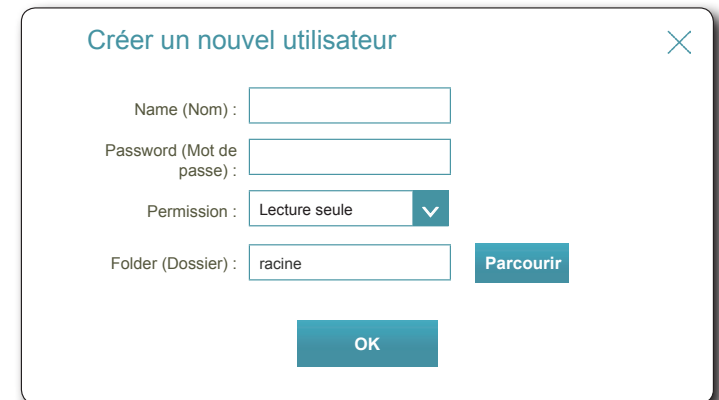 Créer un nouvel utilisateur
Name (Nom) :
Password (Mot de
passe) :
Permission :
Lecture seule
Folder (Dossier) :
racine
Parcourir
OK